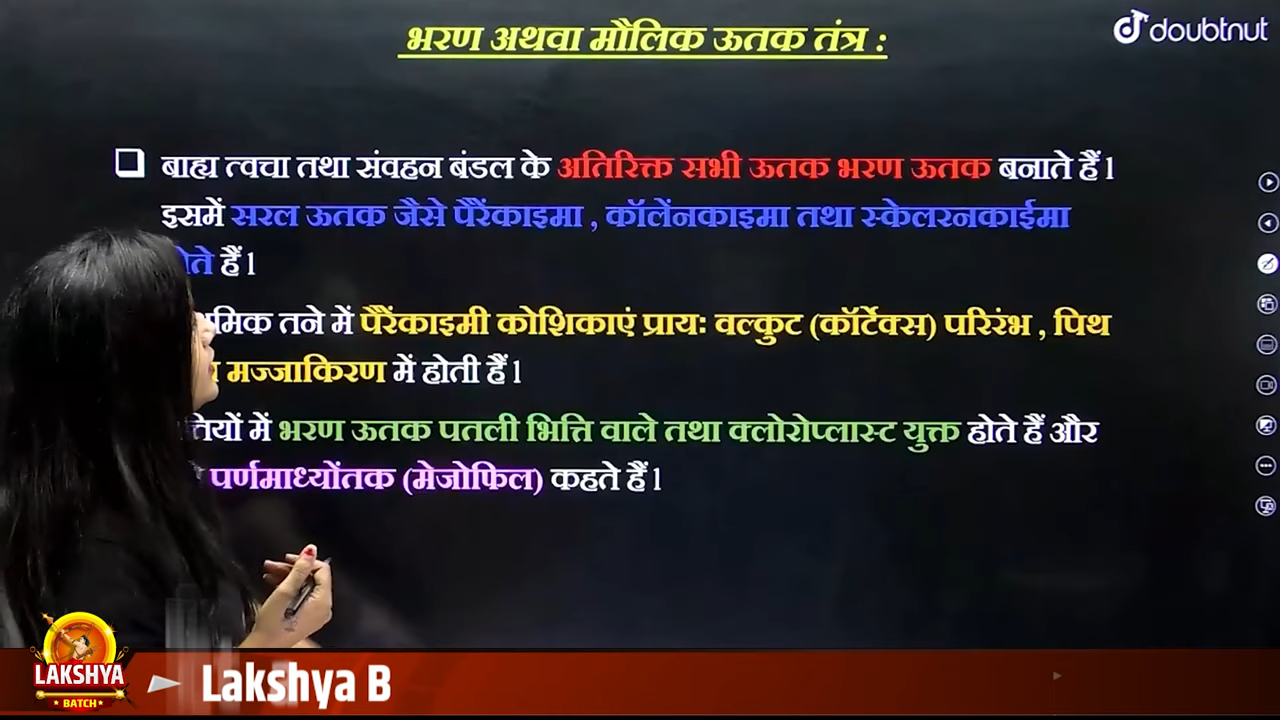 भरण अथवा मौलिक ऊतक तंत्र :
doubtnut
बाह्य त्वचा तथा संवहन बंडल के अतिरिक्त सभी ऊतक भरण ऊतक बनाते हैं l
इसमें सरल ऊतक जैसे पैरेंकाइमा , कॉलेंनकाइमा तथा स्केलरनकाईमा
हैं l
तने में पैरेंकाइमी कोशिकाएं प्रायः वल्कुट (कॉर्टेक्स) परिरंभ , पिथ
मज्जाकिरण में होती हैं l
में भरण ऊतक पतली भित्ति वाले तथा क्लोरोप्लास्ट युक्त होते हैं और
पर्णमाध्योंतक (मेजोफिल) कहते हैं l
LAKSHYA
BATCH
Lakshya B